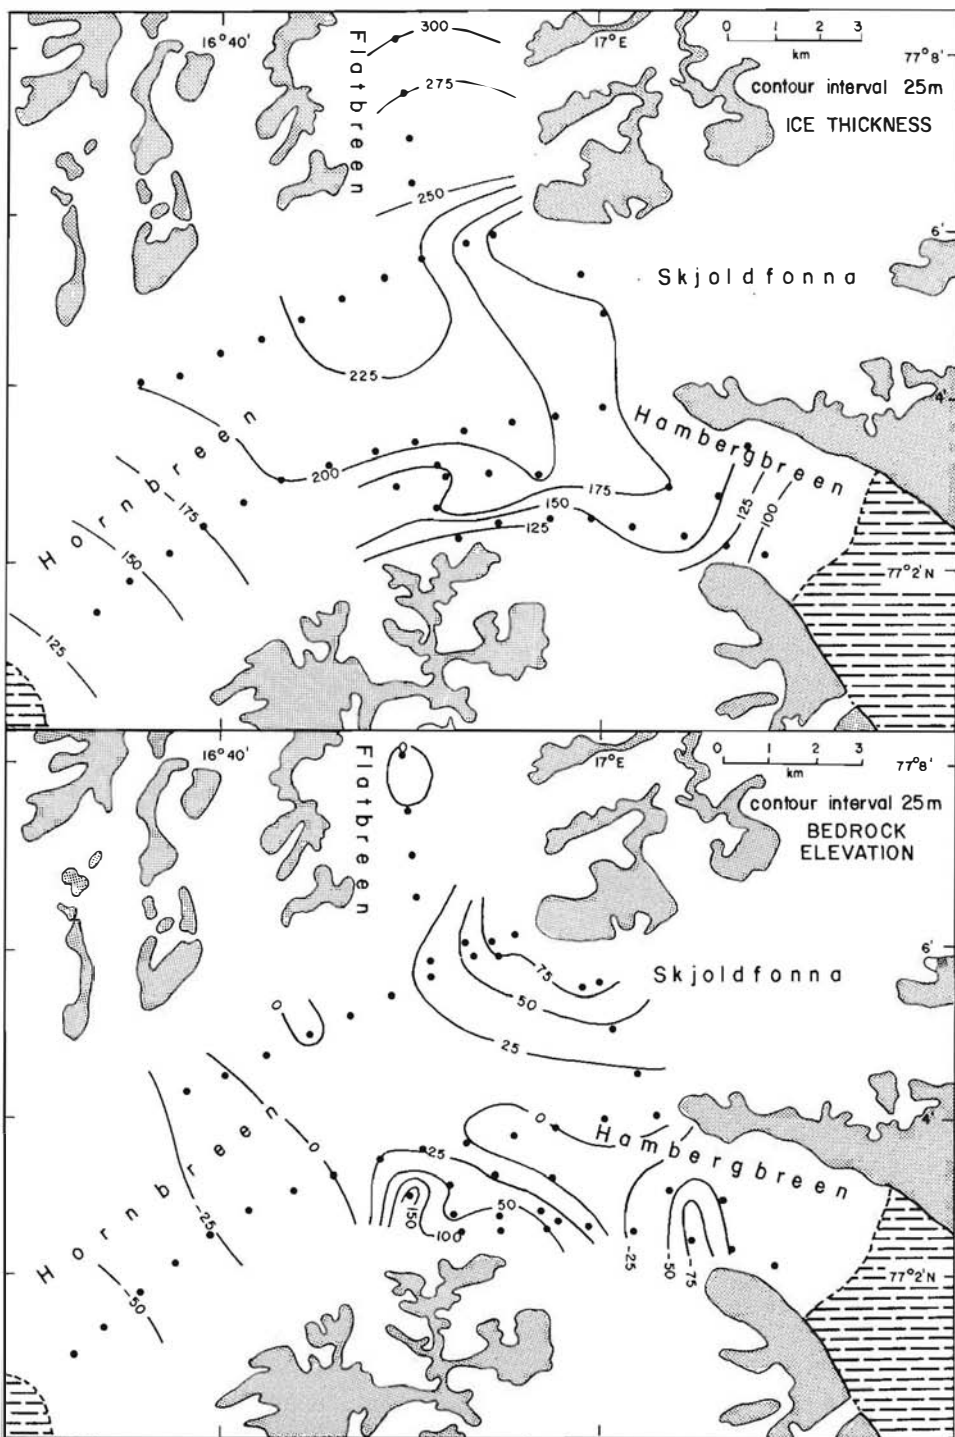 16°40'
Flatbreen
300
17°E
0 1 2 3
km
77°8'
275
contour interval 25m
ICE THICKNESS
250
6'
Skjoldfonna
225
4'
Hambergbreen
Hornbreen
200
175
175
150
125
125
100
150
77°2'N
125
16°40'
Flatbreen
0
17°E
0 1 2 3
km
77°8'
contour interval 25m
BEDROCK
ELEVATION
6'
75
Skjoldfonna
50
0
25
0
4'
Hambergbreen
Hornbreen
0
25
-25
150
50
100
-25
-50
-75
77°2'N
-50